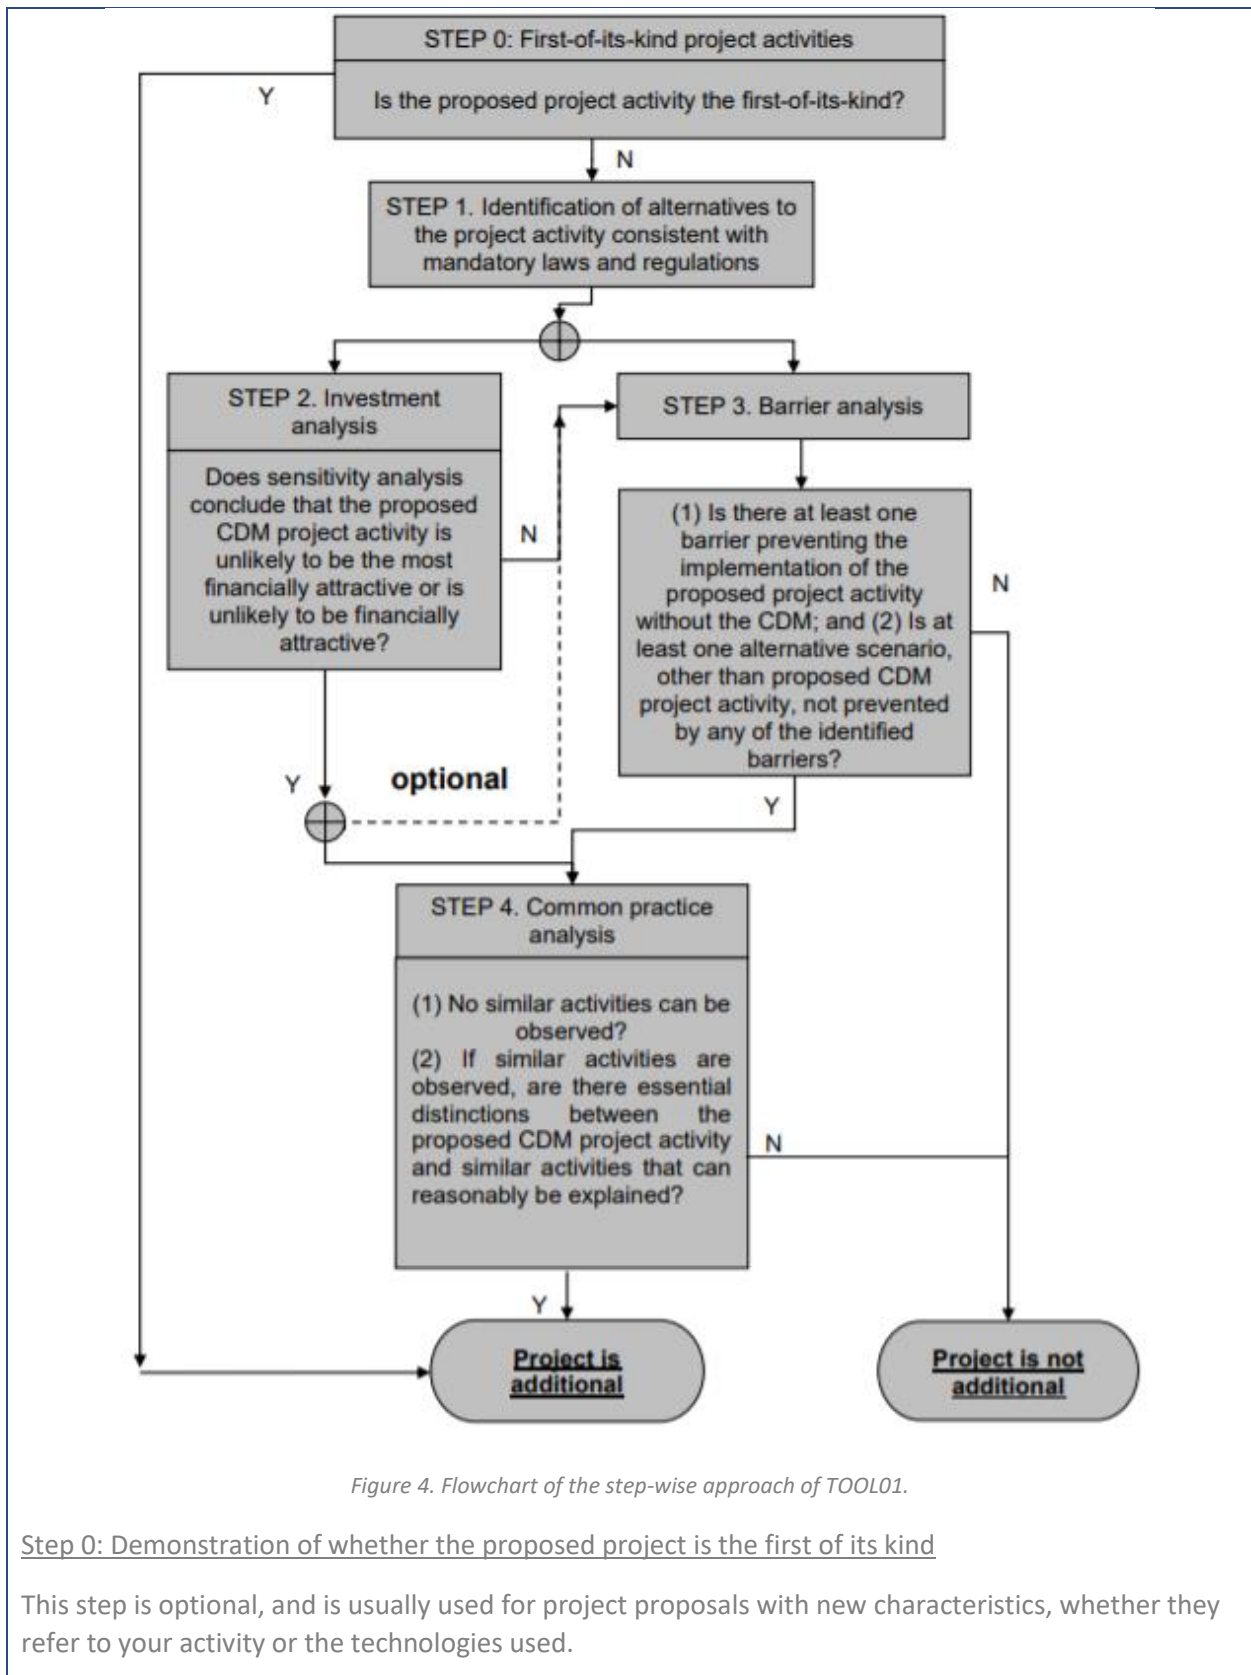 STEP 0: First-of-its-kind project activities
Is the proposed project activity the first-of-its-kind?
Y
N
STEP 1. Identification of alternatives to
the project activity consistent with
mandatory laws and regulations
STEP 2. Investment
analysis
Does sensitivity analysis
conclude that the proposed
CDM project activity is
unlikely to be the most
financially attractive or is
unlikely to be financially
attractive?
N
Y
optional
STEP 3. Barrier analysis
(1) Is there at least one
barrier preventing the
implementation of the
proposed project activity
without the CDM; and (2) Is at
least one alternative scenario,
other than proposed CDM
project activity, not prevented
by any of the identified
barriers?
N
Y
STEP 4. Common practice
analysis
(1) No similar activities can be
observed?
(2) If similar activities are
observed, are there essential
distinctions between the
proposed CDM project activity
and similar activities that can
reasonably be explained?
N
Y
Project is
additional
Project is not
additional
Figure 4. Flowchart of the step-wise approach of TOOL01.
Step 0: Demonstration of whether the proposed project is the first of its kind
This step is optional, and is usually used for project proposals with new characteristics, whether they
refer to your activity or the technologies used.